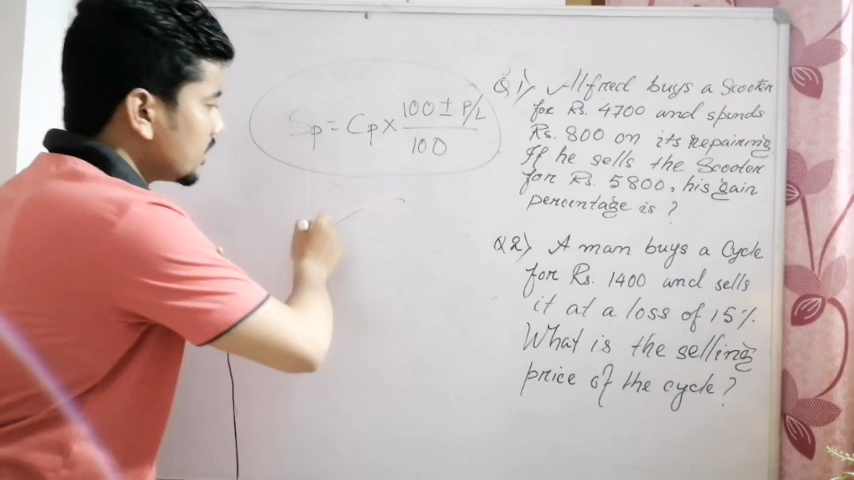 Sp = Cp × 100 ± P/L
100
Q1) Alfred buys a Scooter
for Rs. 4700 and spends
Rs. 800 on its repairing
If he sells the Scooter
for Rs. 5800, his gain
percentage is ?
Q2) A man buys a Cycle
for Rs. 1400 and sells
it at a loss of 15%.
What is the selling
price of the cycle?